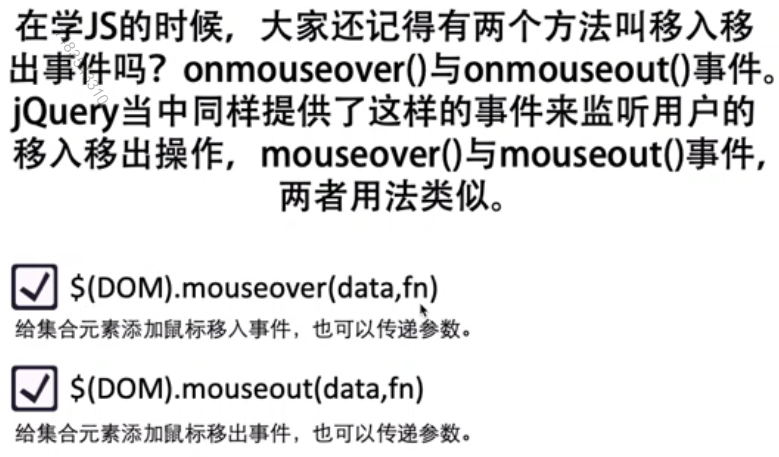 在学JS的时候，大家还记得有两个方法叫移入移
出事件吗？onmouseover()与onmouseout()事件。
jQuery当中同样提供了这样的事件来监听用户的
移入移出操作，mouseover()与mouseout()事件，
两者用法类似。
$(DOM).mouseover(data,fn)
给集合元素添加鼠标移入事件，也可以传递参数。
$(DOM).mouseout(data,fn)
给集合元素添加鼠标移出事件，也可以传递参数。